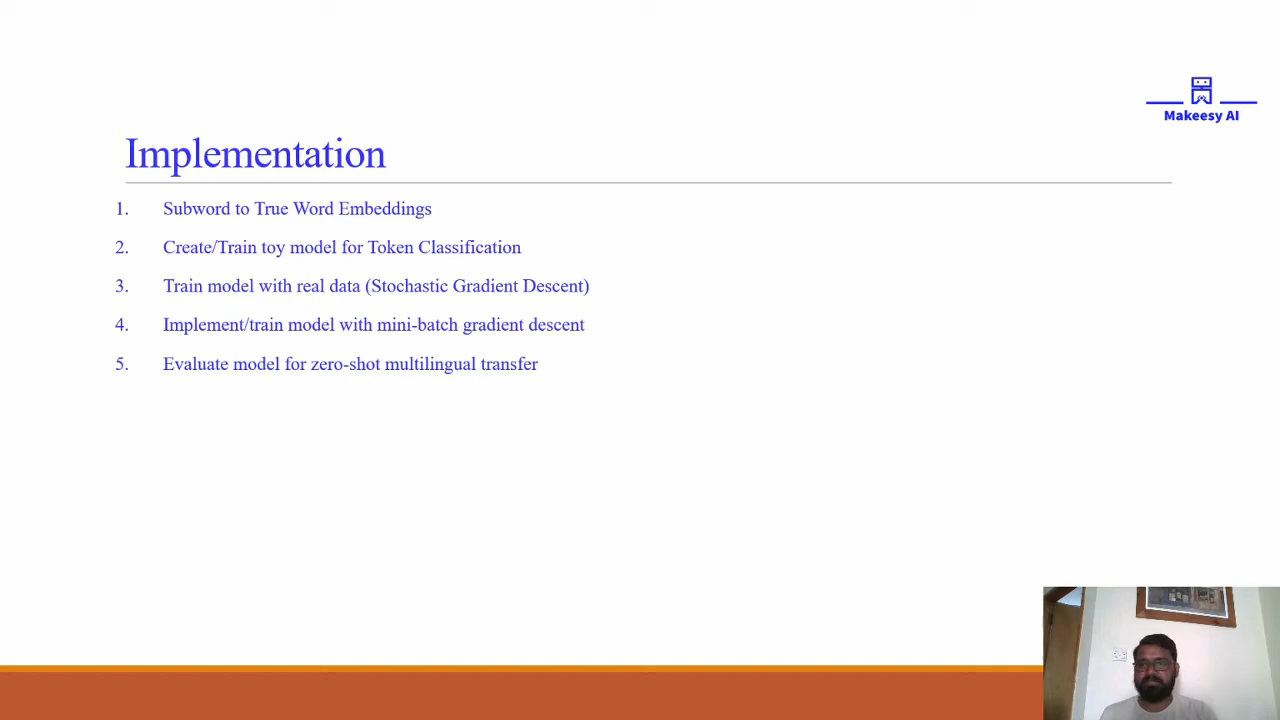 Makeesy AI
Implementation
1. Subword to True Word Embeddings
2. Create/Train toy model for Token Classification
3. Train model with real data (Stochastic Gradient Descent)
4. Implement/train model with mini-batch gradient descent
5. Evaluate model for zero-shot multilingual transfer